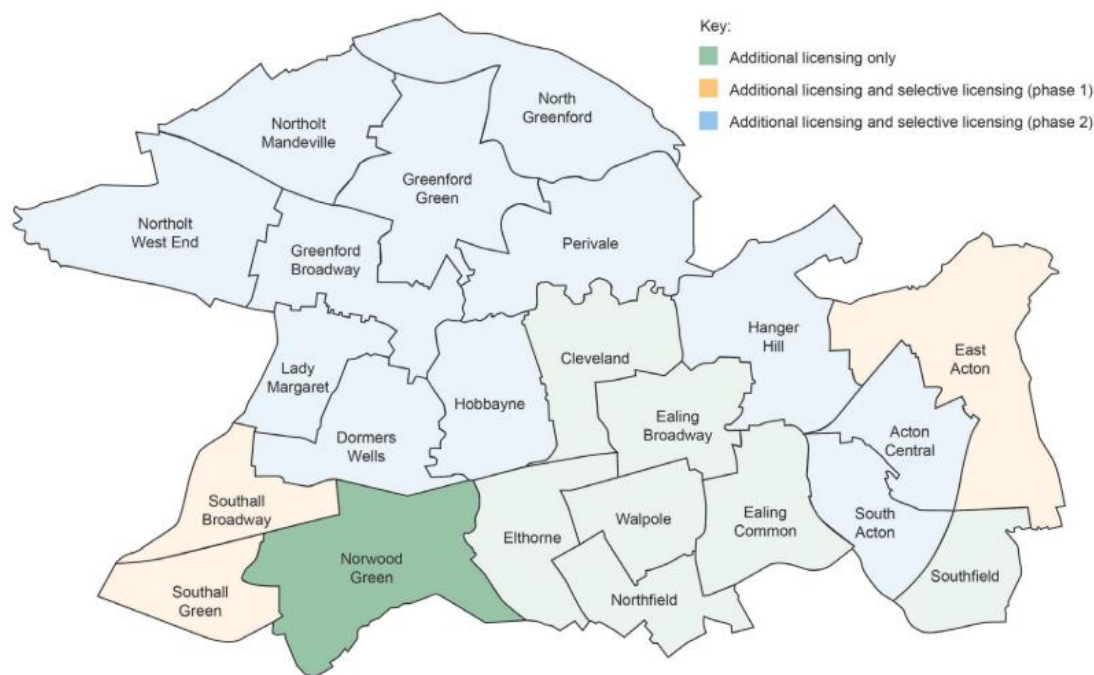 Key:
Additional licensing only
Additional licensing and selective licensing (phase 1)
Additional licensing and selective licensing (phase 2)
North
Greenford
Northolt
Mandeville
Greenford
Green
Northolt
West End
Greenford
Broadway
Perivale
Hanger
Hill
East
Acton
Cleveland
Lady
Margaret
Hobbayne
Ealing
Broadway
Acton
Central
Dormers
Wells
Southall
Broadway
Elthorne
Walpole
Ealing
Common
South
Acton
Norwood
Green
Southall
Green
Northfield
Southfield